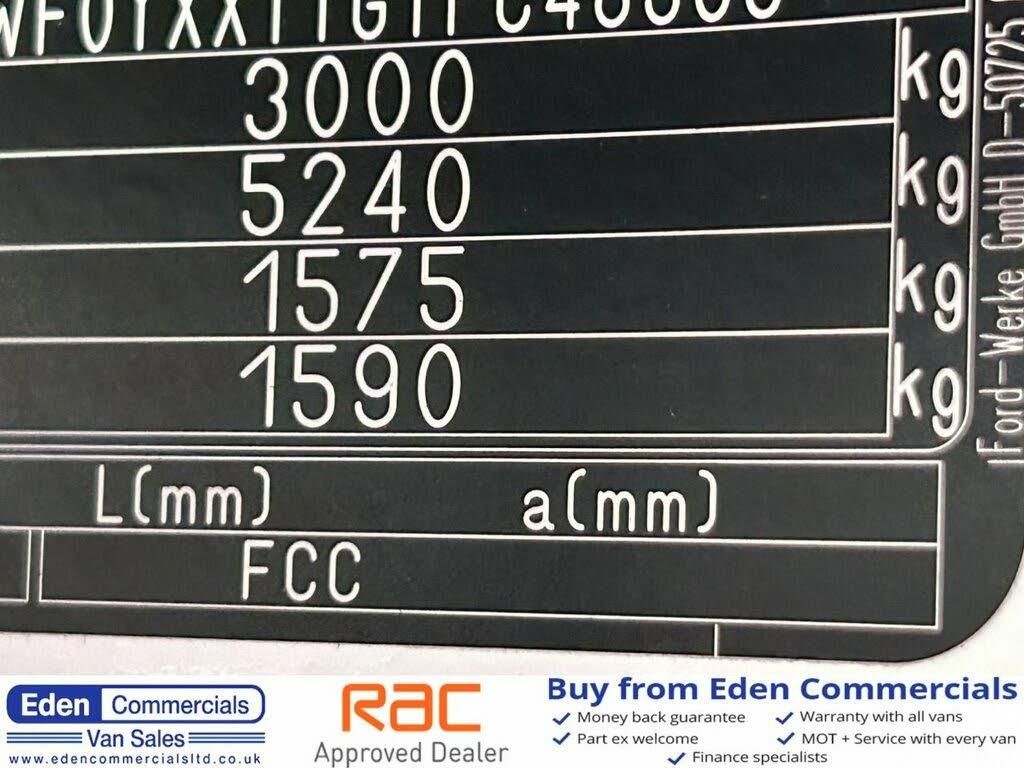 3000 kg
5240 kg
1575 kg
1590 kg
L(mm) a(mm)
FCC
Ford-Werke GmbH D-50725
Eden Commercials
Van Sales
www.edencommercialsltd.co.uk
RAC
Approved Dealer
Buy from Eden Commercials
Money back guarantee
Warranty with all vans
Part ex welcome
MOT + Service with every van
Finance specialists